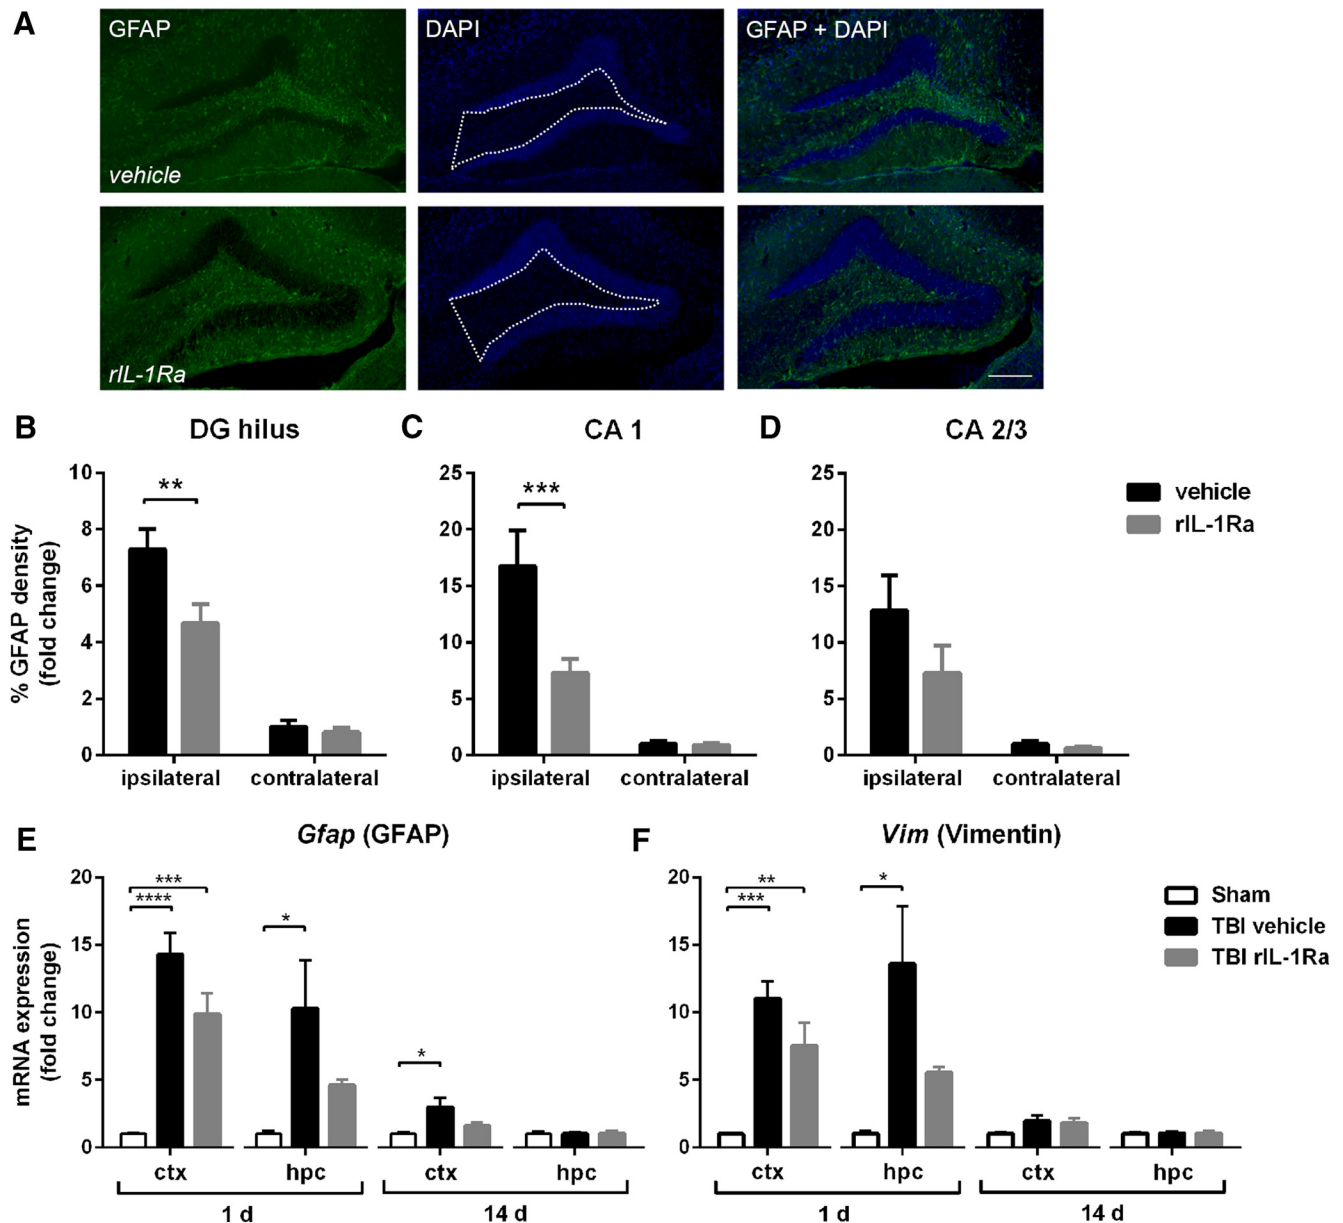 A
GFAP
DAPI
GFAP + DAPI
vehicle
rIL-1Ra
B DG hilus
C CA 1
D CA 2/3
% GFAP density
(fold change)
10
8
6
4
2
0
**
ipsilateral contralateral
25
20
15
10
5
0
***
ipsilateral contralateral
25
20
15
10
5
0
ipsilateral contralateral
vehicle
rIL-1Ra
E Gfap (GFAP)
mRNA expression
(fold change)
20
15
10
5
0
***
****
*
*
ctx hpc ctx hpc
1 d 14 d
F Vim (Vimentin)
20
15
10
5
0
**
***
*
ctx hpc ctx hpc
1 d 14 d
Sham
TBI vehicle
TBI rIL-1Ra